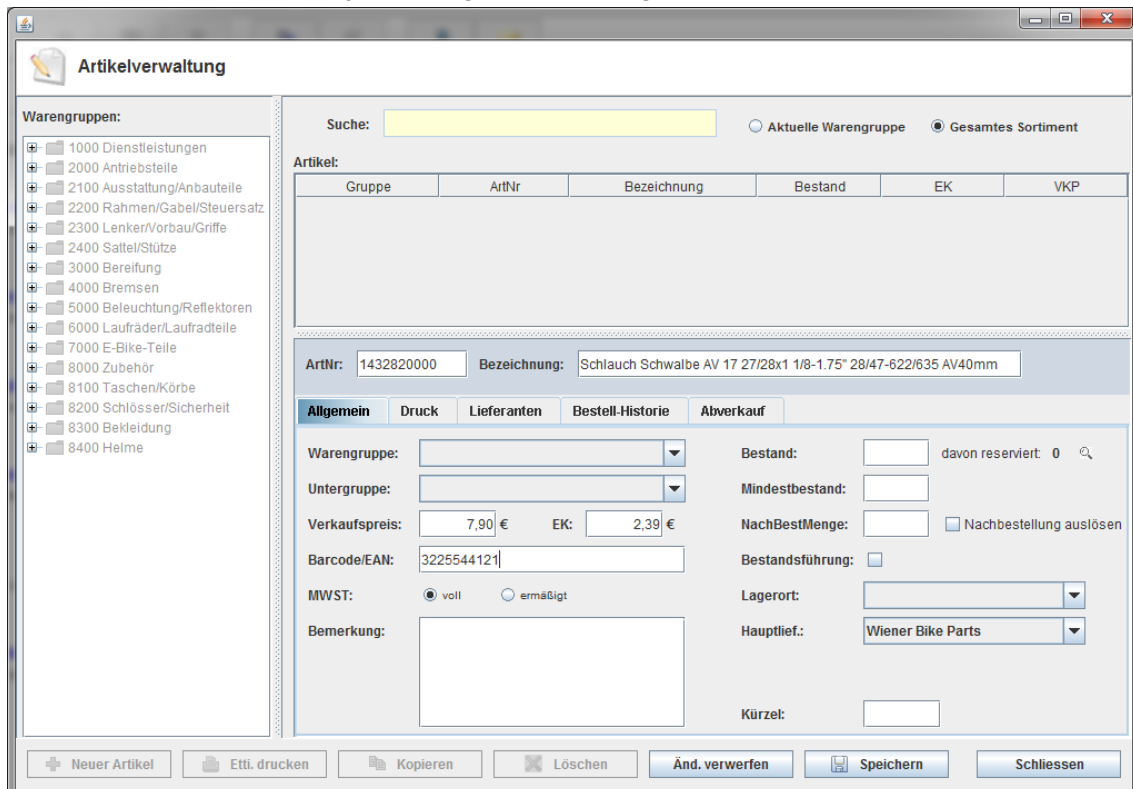 Artikelverwaltung
Warengruppen:
1000 Dienstleistungen
2000 Antriebsteile
2100 Ausstattung/Anbauteile
2200 Rahmen/Gabel/Steuersatz
2300 Lenker/Vorbau/Griffe
2400 Sattel/Stütze
3000 Bereifung
4000 Bremsen
5000 Beleuchtung/Reflektoren
6000 Laufräder/Laufradteile
7000 E-Bike-Teile
8000 Zubehör
8100 Taschen/Körbe
8200 Schlösser/Sicherheit
8300 Bekleidung
8400 Helme
Suche: Aktuelle Warengruppe Gesamtes Sortiment
Artikel:
Gruppe ArtNr Bezeichnung Bestand EK VKP
ArtNr: 1432820000 Bezeichnung: Schlauch Schwalbe AV 17 27/28x1 1/8-1.75" 28/47-622/635 AV40mm
Allgemein Druck Lieferanten Bestell-Historie Abverkauf
Warengruppe: Bestand: davon reserviert: 0
Untergruppe: Mindestbestand:
Verkaufspreis: 7,90 € EK: 2,39 € NachBestMenge: Nachbestellung auslösen
Barcode/EAN: 3225544121 Bestandsführung:
MWST: voll ermäßigt Lagerort:
Bemerkung: Hauptlief.: Wiener Bike Parts
Kürzel:
Neuer Artikel Etti. drucken Kopieren Löschen Änd. verwerfen Speichern Schliessen